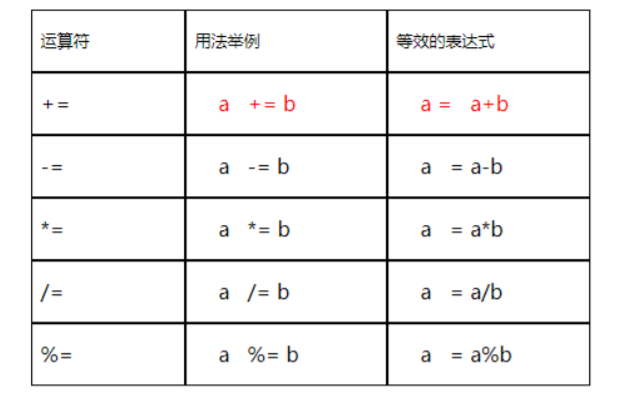 运算符 用法举例 等效的表达式
+= a += b a = a+b
-= a -= b a = a-b
*= a *= b a = a*b
/= a /= b a = a/b
%= a %= b a = a%b